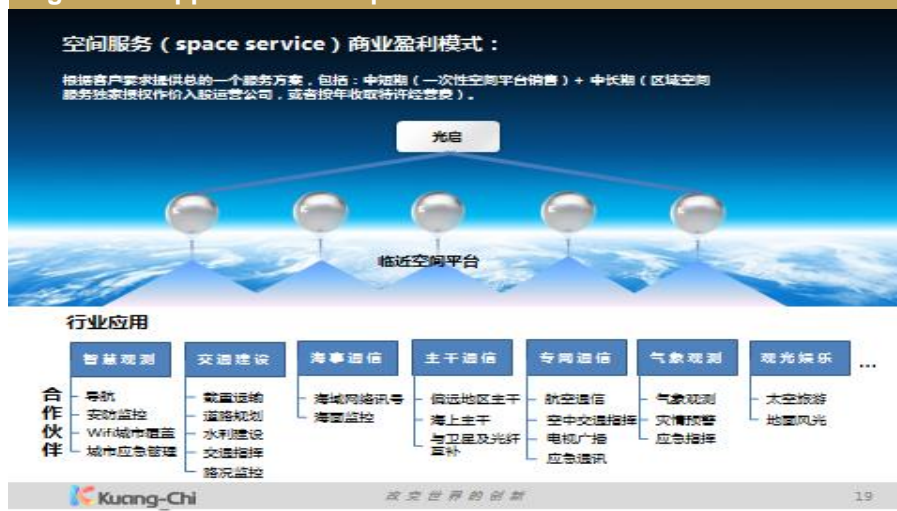 空间服务（space service）商业盈利模式：
根据客户要求提供总的一个服务方案，包括：中短期（一次性空间平台销售）+ 中长期（区域空间
服务独家授权作价入股运营公司，或者按年收取特许经营费）。
光启
临近空间平台
行业应用
智慧观测 交通建设 海事通信 主干通信 专网通信 气象观测 观光娱乐 ...
合作伙伴
导航
安防监控
Wifi城市覆盖
城市应急管理
载重运输
道路规划
水利建设
交通指挥
路况监控
海域网络讯号
海面监控
偏远地区主干
海上主干
与卫星及光纤
互补
航空通信
空中交通指挥
电视广播
应急通讯
气象观测
灾情预警
应急指挥
太空旅游
地面风光
Kuang-Chi
改变世界的创新
19